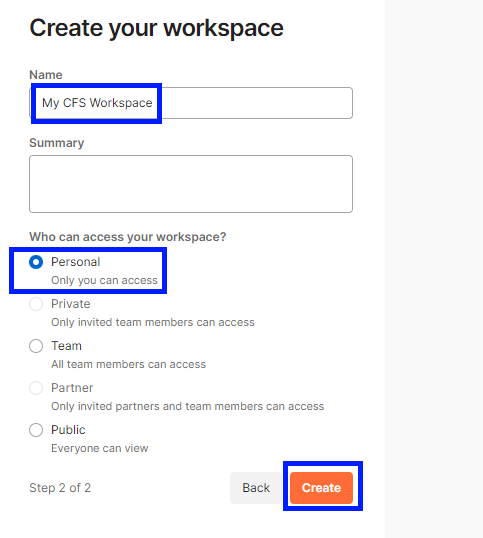 Create your workspace
Name
My CFS Workspace
Summary
Who can access your workspace?
Personal
Only you can access
Private
Only invited team members can access
Team
All team members can access
Partner
Only invited partners and team members can access
Public
Everyone can view
Step 2 of 2 Back Create